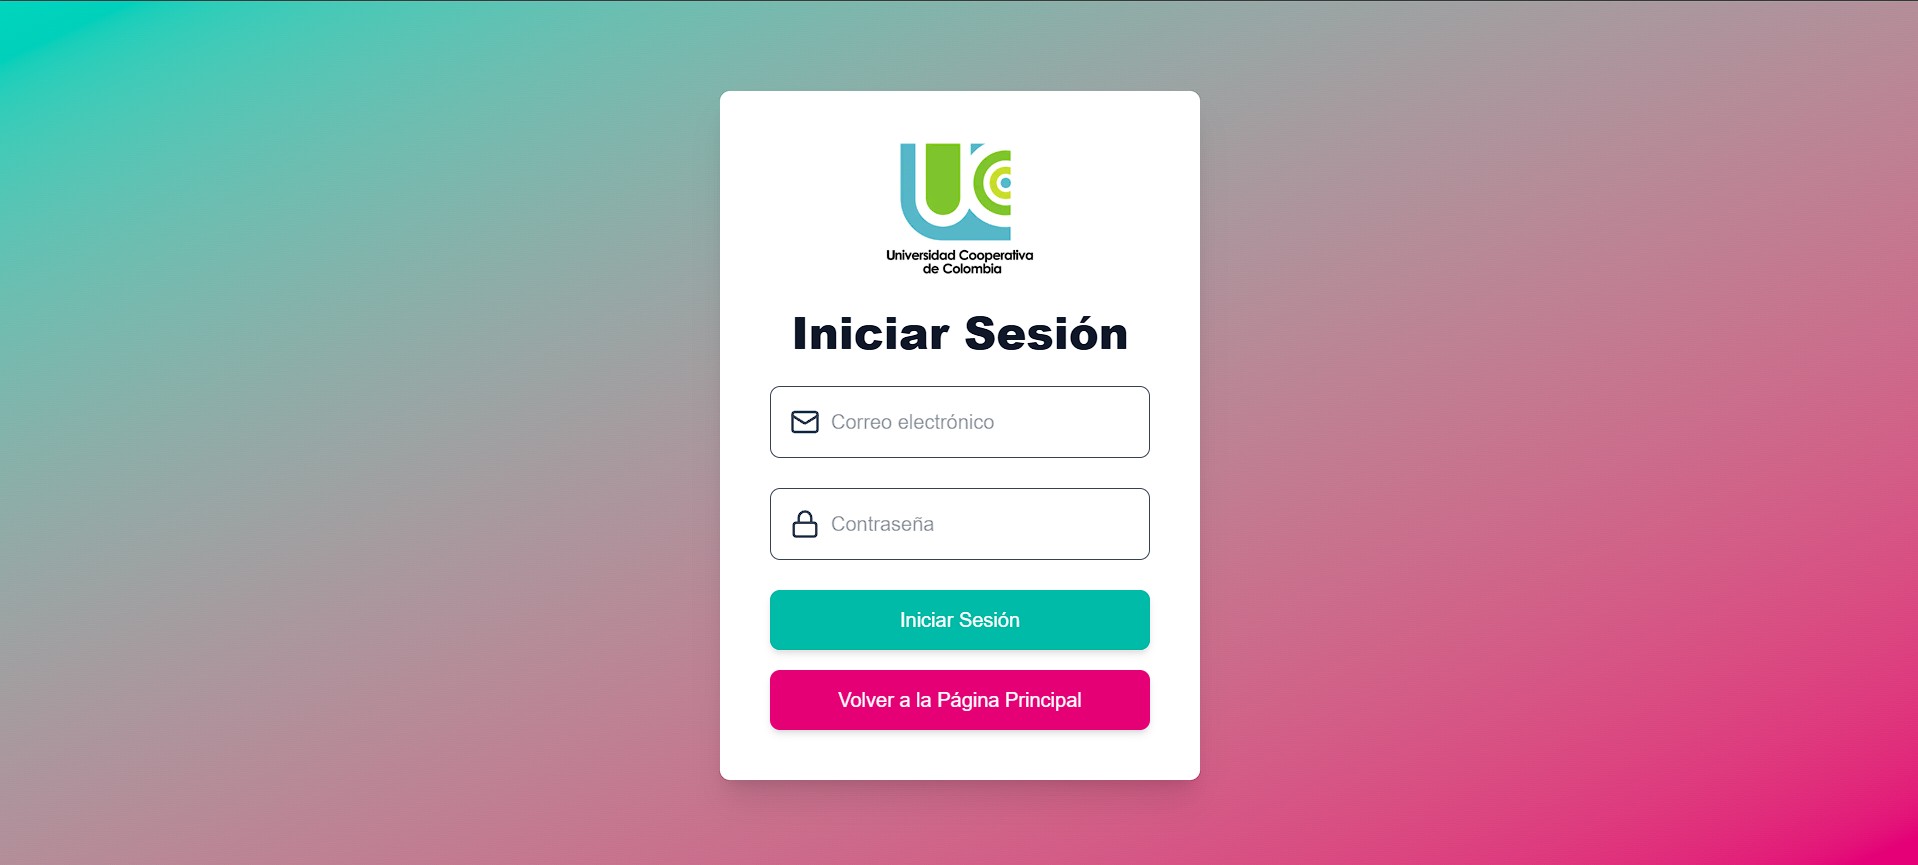 Universidad Cooperativa
de Colombia
Iniciar Sesión
Correo electrónico
Contraseña
Iniciar Sesión
Volver a la Página Principal